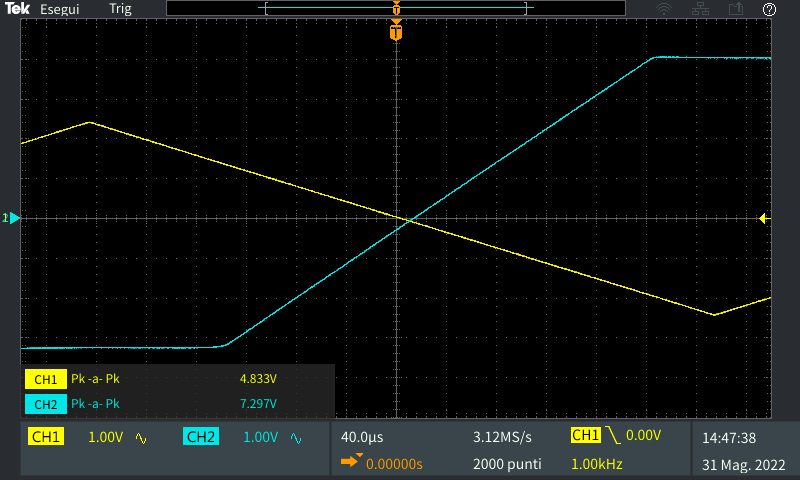 Tek Esegui Trig
T
T
?
CH1 Pk -a- Pk 4.833V
CH2 Pk -a- Pk 7.297V
CH1 1.00V CH2 1.00V 40.0µs 3.12MS/s CH1 0.00V 14:47:38
0.00000s 2000 punti 1.00kHz 31 Mag. 2022